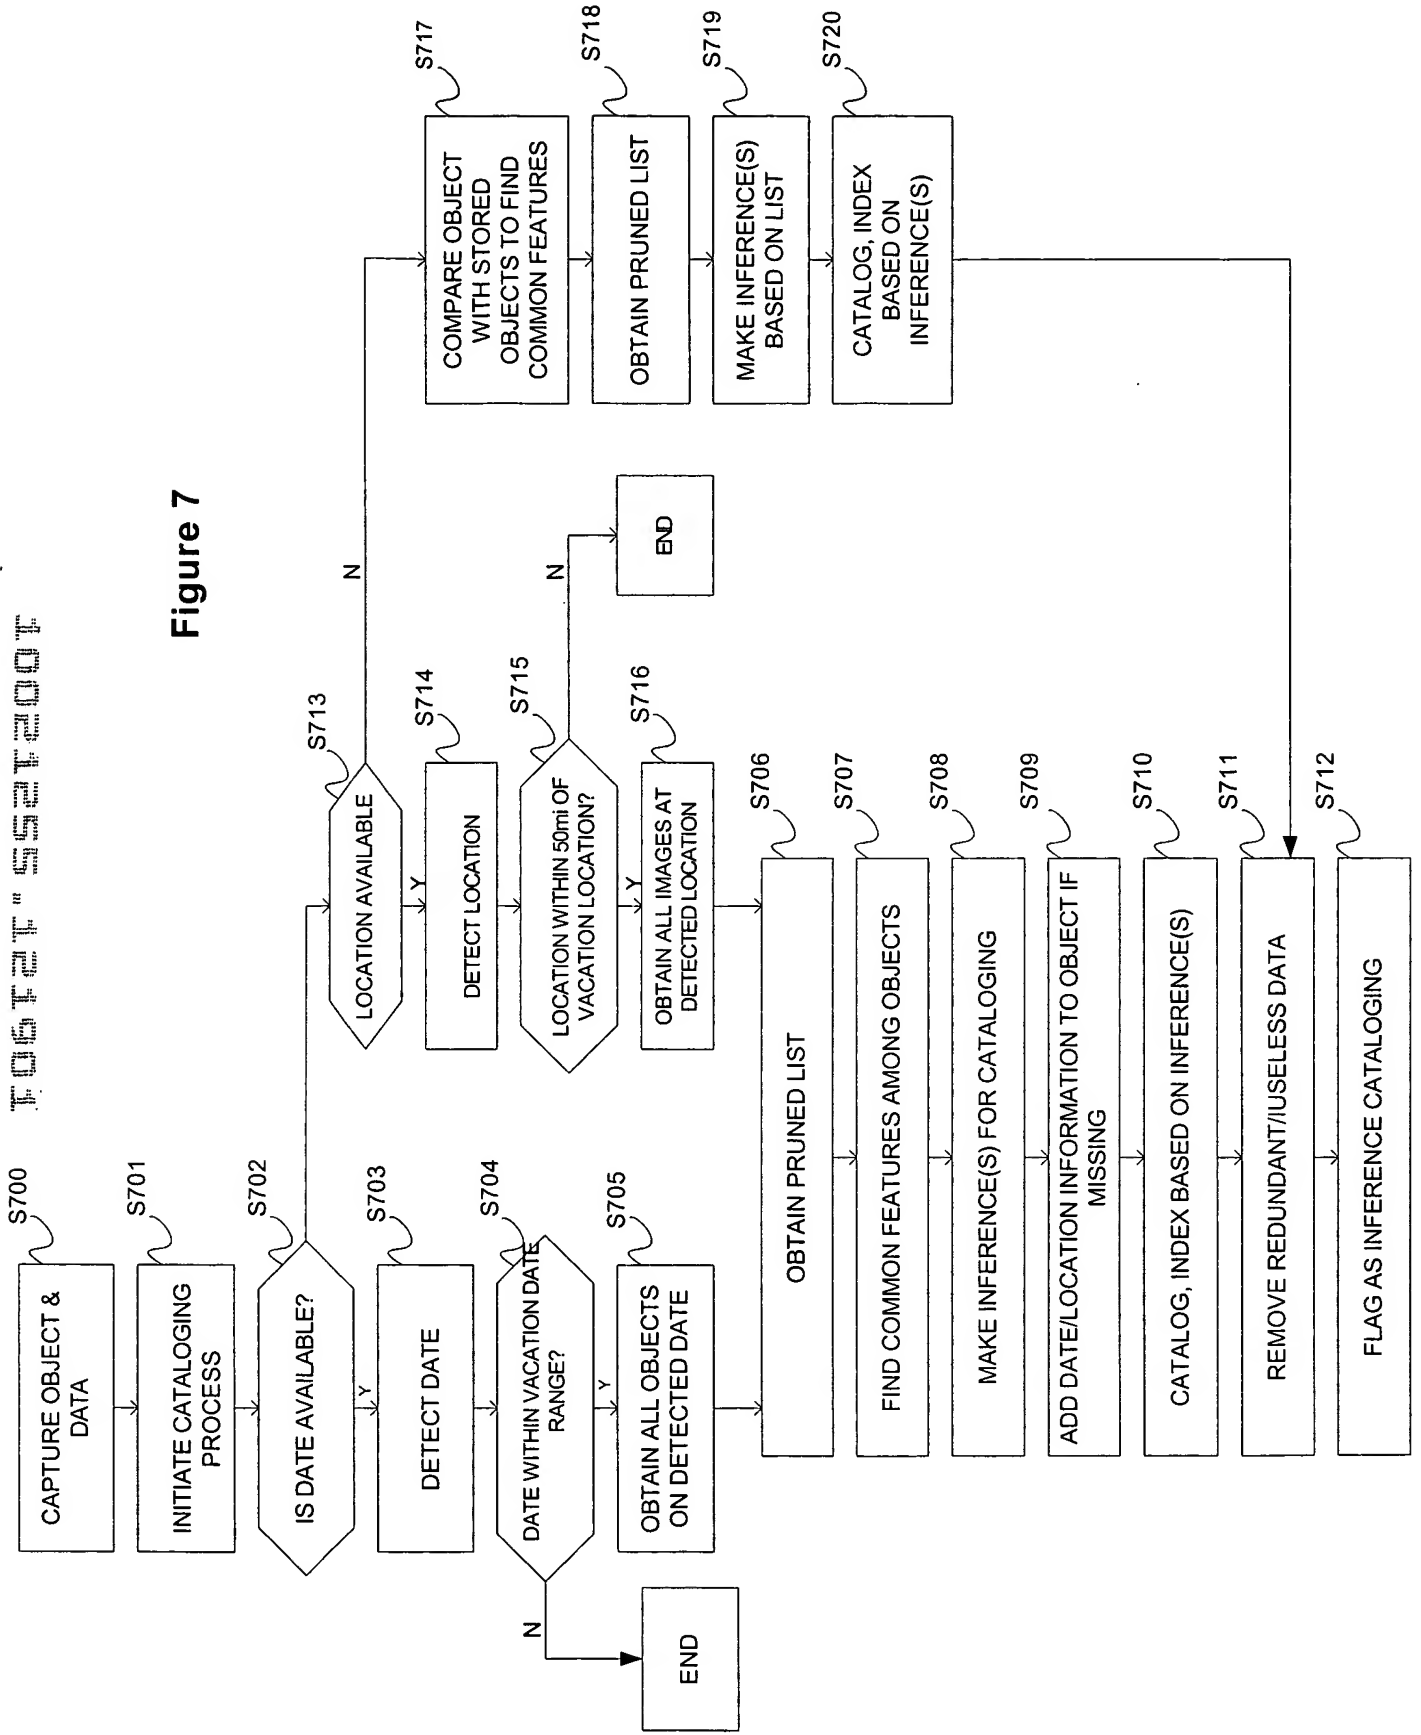 10012155.121901
Figure 7
S700
CAPTURE OBJECT &
DATA
S701
INITIATE CATALOGING
PROCESS
S702
IS DATE AVAILABLE?
Y
S703
DETECT DATE
S704
DATE WITHIN VACATION DATE
RANGE?
N
END
Y
S705
OBTAIN ALL OBJECTS
ON DETECTED DATE
S713
LOCATION AVAILABLE
N
Y
S714
DETECT LOCATION
S715
LOCATION WITHIN 50mi OF
VACATION LOCATION?
N
END
Y
S716
OBTAIN ALL IMAGES AT
DETECTED LOCATION
S717
COMPARE OBJECT
WITH STORED
OBJECTS TO FIND
COMMON FEATURES
S718
OBTAIN PRUNED LIST
S719
MAKE INFERENCE(S)
BASED ON LIST
S720
CATALOG, INDEX
BASED ON
INFERENCE(S)
S706
OBTAIN PRUNED LIST
S707
FIND COMMON FEATURES AMONG OBJECTS
S708
MAKE INFERENCE(S) FOR CATALOGING
S709
ADD DATE/LOCATION INFORMATION TO OBJECT IF
MISSING
S710
CATALOG, INDEX BASED ON INFERENCE(S)
S711
REMOVE REDUNDANT/IUSELESS DATA
S712
FLAG AS INFERENCE CATALOGING